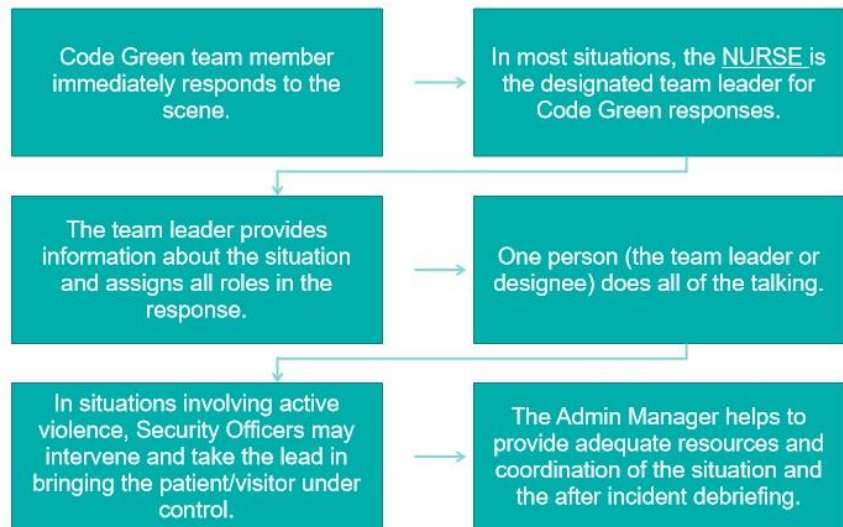 Code Green team member
immediately responds to the
scene.
In most situations, the NURSE is
the designated team leader for
Code Green responses.
The team leader provides
information about the situation
and assigns all roles in the
response.
One person (the team leader or
designee) does all of the talking.
In situations involving active
violence, Security Officers may
intervene and take the lead in
bringing the patient/visitor under
control.
The Admin Manager helps to
provide adequate resources and
coordination of the situation and
the after incident debriefing.